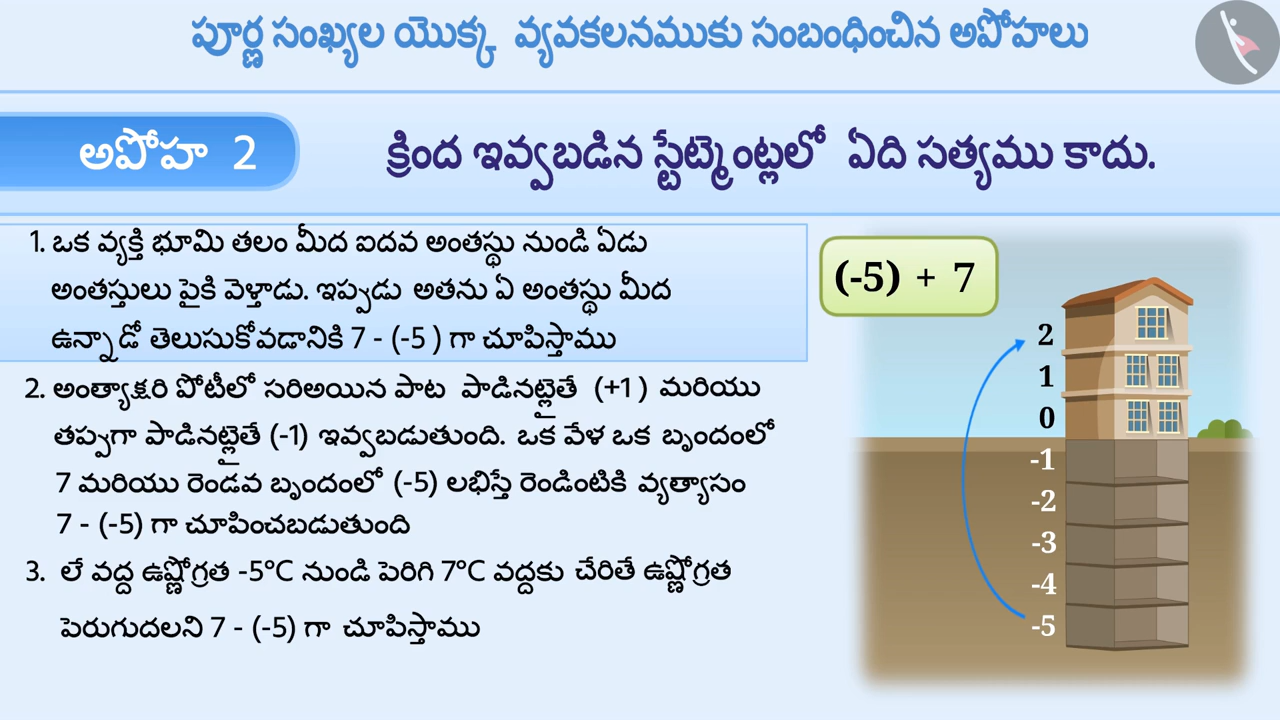 పూర్ణ సంఖ్యల యొక్క వ్యవకలనముకు సంబంధించిన అపోహలు
అపోహ 2
క్రింద ఇవ్వబడిన స్టేట్మెంట్లలో ఏది సత్యము కాదు.
1. ఒక వ్యక్తి భూమి తలం మీద ఐదవ అంతస్థు నుండి ఏడు
అంతస్తులు పైకి వెళ్తాడు. ఇప్పుడు అతను ఏ అంతస్థు మీద
ఉన్నాడో తెలుసుకోవడానికి 7 - (-5 ) గా చూపిస్తాము
2. అంత్యాక్షరి పోటీలో సరిఅయిన పాట పాడినట్లైతే (+1 ) మరియు
తప్పుగా పాడినట్లైతే (-1) ఇవ్వబడుతుంది. ఒక వేళ ఒక బృందంలో
7 మరియు రెండవ బృందంలో (-5) లభిస్తే రెండింటికి వ్యత్యాసం
7 - (-5) గా చూపించబడుతుంది
3. లే వద్ద ఉష్ణోగ్రత -5°C నుండి పెరిగి 7°C వద్దకు చేరితే ఉష్ణోగ్రత
పెరుగుదలని 7 - (-5) గా చూపిస్తాము
(-5) + 7
2
1
0
-1
-2
-3
-4
-5